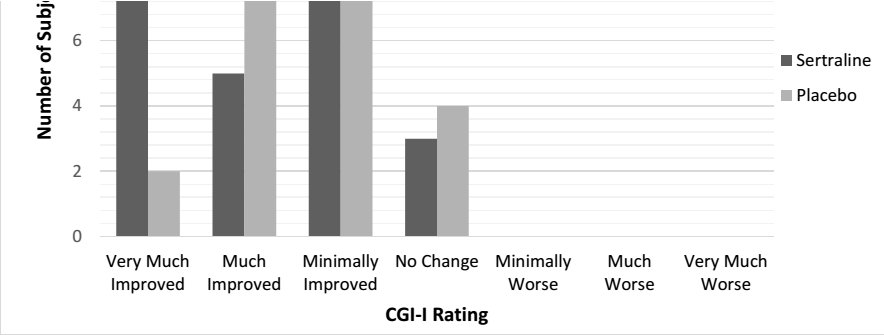 Number of Subj
6
4
2
0
Sertraline
Placebo
Very Much
Improved
Much
Improved
Minimally
Improved
No Change
Minimally
Worse
Much
Worse
Very Much
Worse
CGI-I Rating